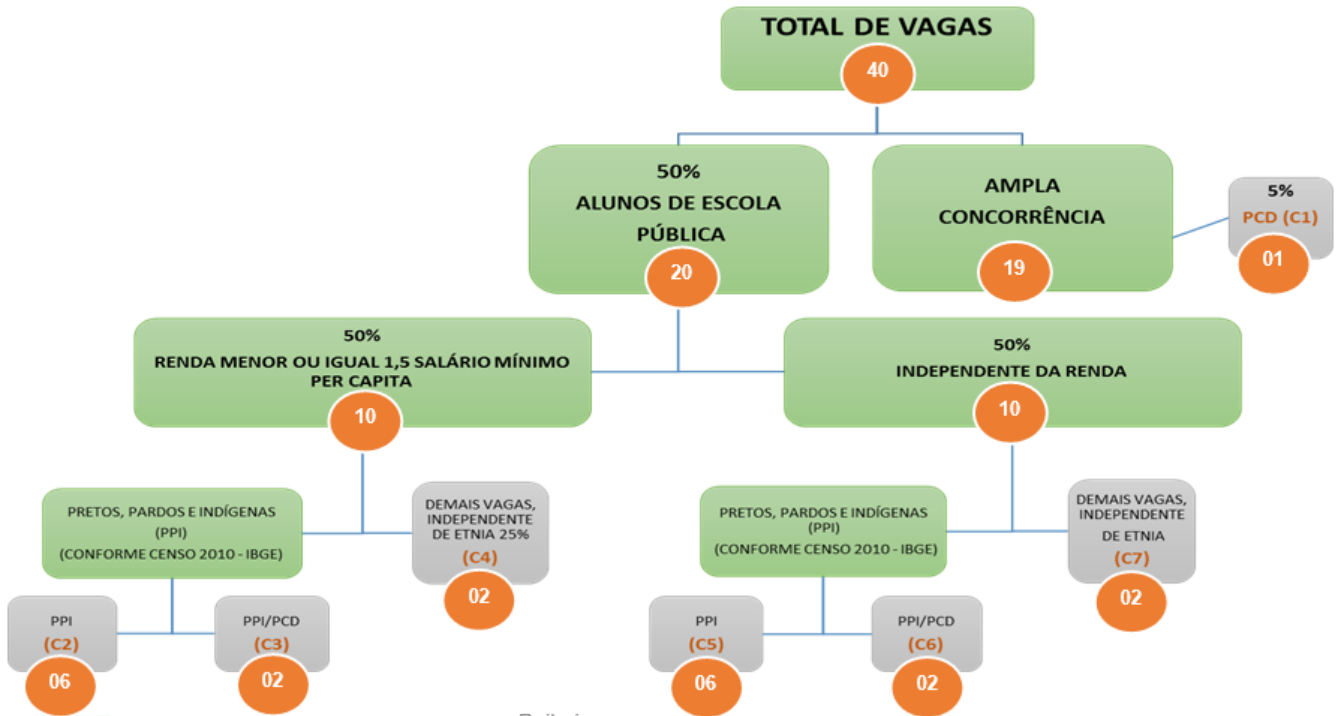 TOTAL DE VAGAS
40
50%
ALUNOS DE ESCOLA
PÚBLICA
20
AMPLA
CONCORRÊNCIA
19
5%
PCD (C1)
01
50%
RENDA MENOR OU IGUAL 1,5 SALÁRIO MÍNIMO
PER CAPITA
10
50%
INDEPENDENTE DA RENDA
10
PRETOS, PARDOS E INDÍGENAS
(PPI)
(CONFORME CENSO 2010 - IBGE)
DEMAIS VAGAS,
INDEPENDENTE
DE ETNIA 25%
(C4)
02
PPI
(C2)
06
PPI/PCD
(C3)
02
PRETOS, PARDOS E INDÍGENAS
(PPI)
(CONFORME CENSO 2010 - IBGE)
DEMAIS VAGAS,
INDEPENDENTE
DE ETNIA
(C7)
02
PPI
(C5)
06
PPI/PCD
(C6)
02